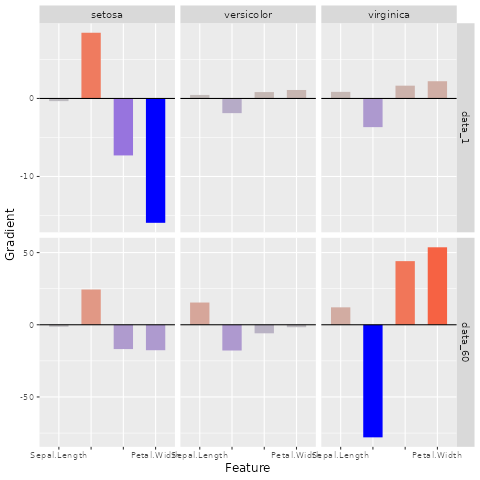 setosa versicolor virginica
0
-10
data_1
Gradient
50
0
-50
data_60
Sepal.Length Petal.Width Sepal.Length Petal.Width Sepal.Length Petal.Width
Feature